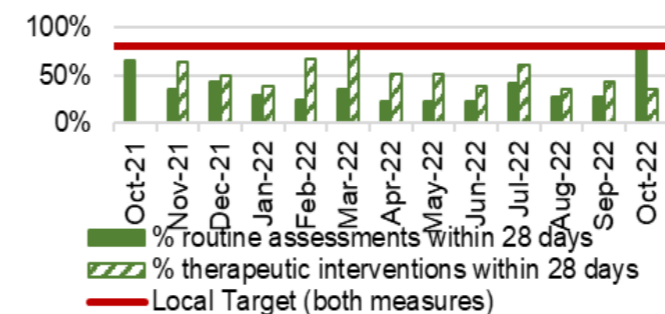 100%
50%
0%
Oct-21
Nov-21
Dec-21
Jan-22
Feb-22
Mar-22
Apr-22
May-22
Jun-22
Jul-22
Aug-22
Sep-22
Oct-22
% routine assessments within 28 days
% therapeutic interventions within 28 days
Local Target (both measures)